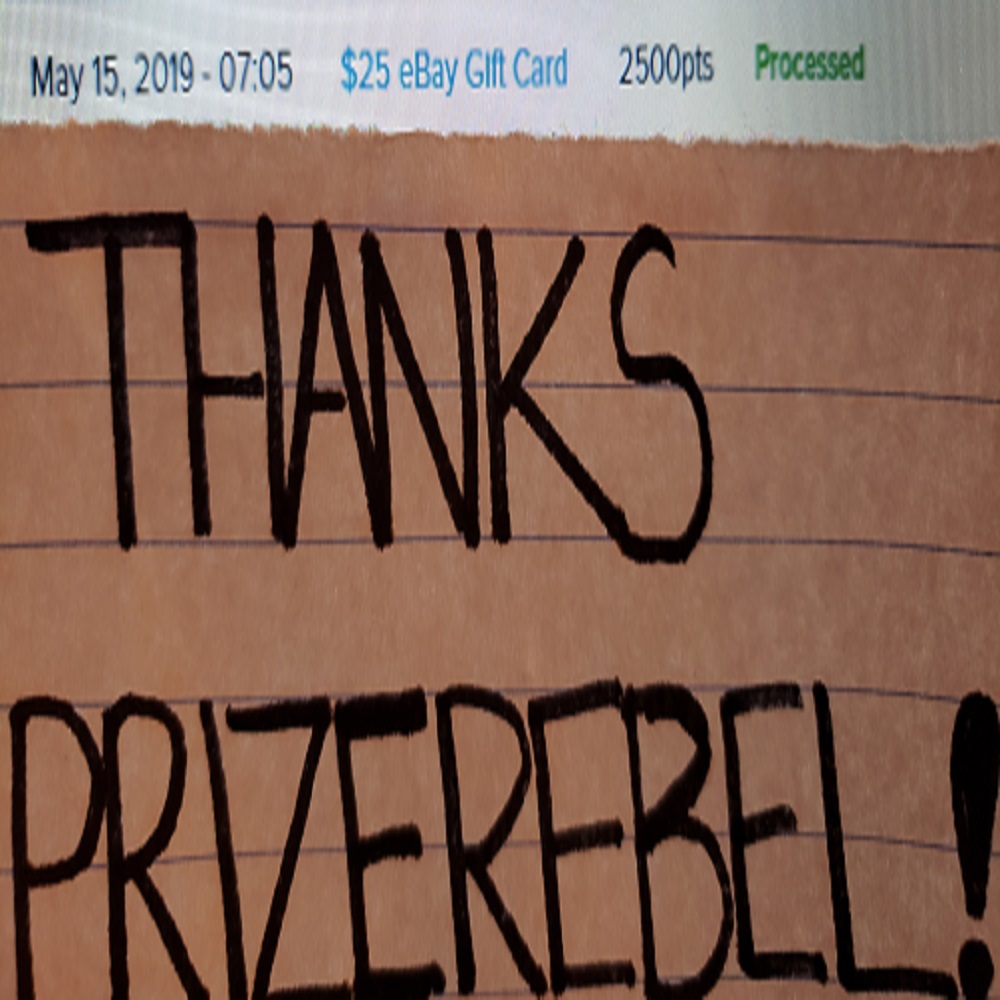 May 15, 2019 - 07:05 $25 eBay Gift Card 2500pts Processed
THANKS
PRIZEREBEL!